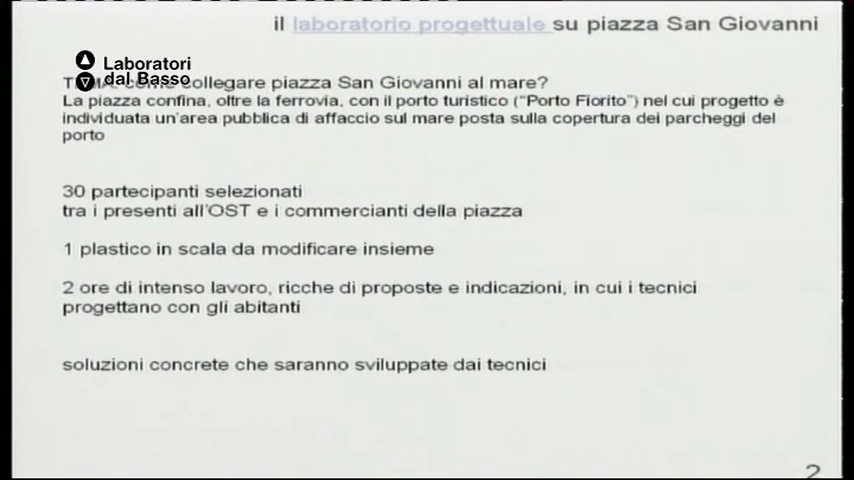 il laboratorio progettuale su piazza San Giovanni
Laboratori
dal Basso
come collegare piazza San Giovanni al mare?
La piazza confina, oltre la ferrovia, con il porto turistico (“Porto Fiorito”) nel cui progetto è
individuata un’area pubblica di affaccio sul mare posta sulla copertura dei parcheggi del
porto
30 partecipanti selezionati
tra i presenti all’OST e i commercianti della piazza
1 plastico in scala da modificare insieme
2 ore di intenso lavoro, ricche di proposte e indicazioni, in cui i tecnici
progettano con gli abitanti
soluzioni concrete che saranno sviluppate dai tecnici
2